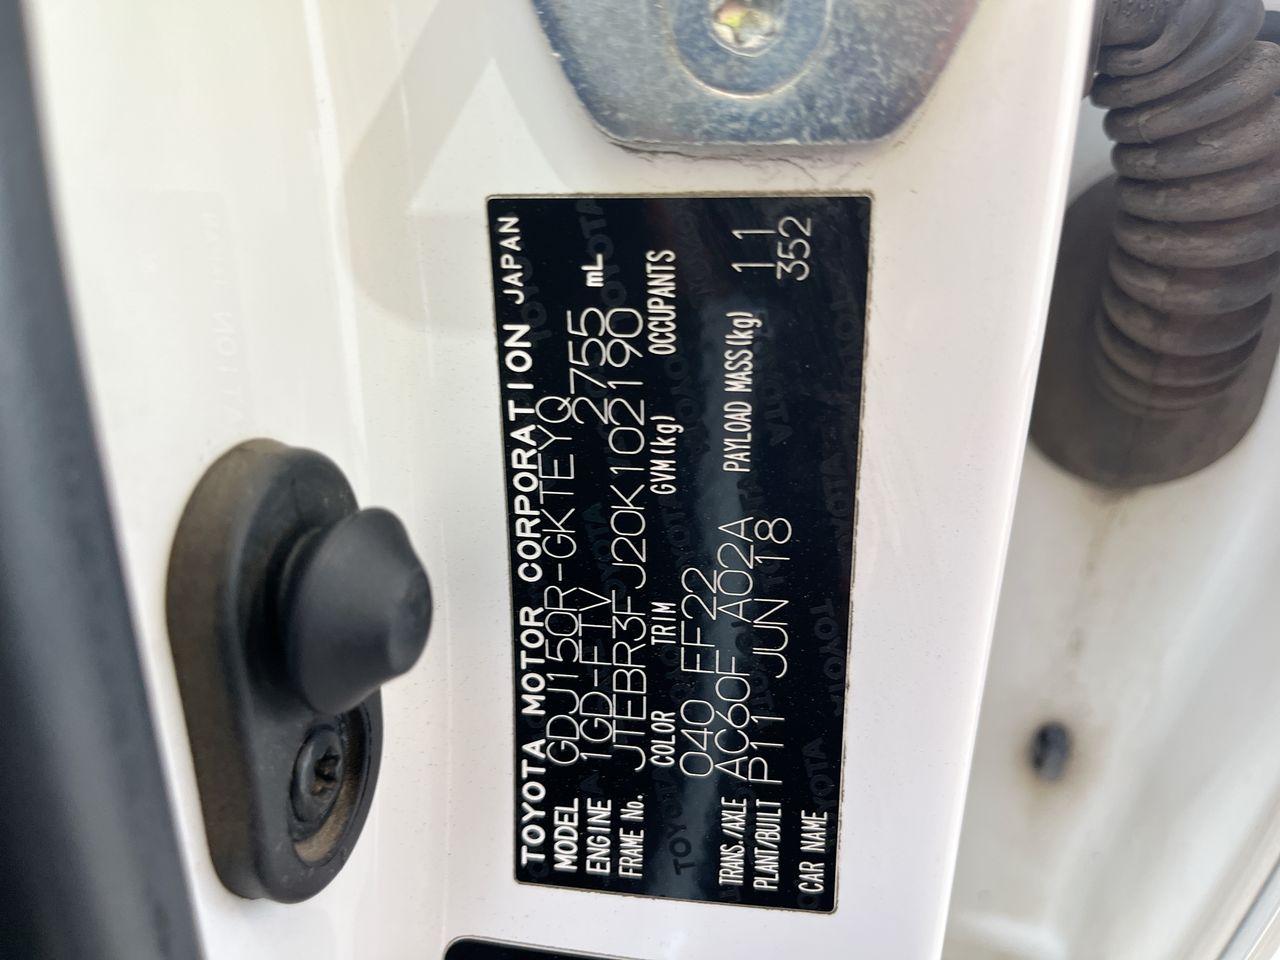 TOYOTA MOTOR CORPORATION JAPAN
MODEL GDJ150R-GKTEYQ
ENGINE 1GD-FTV 2755 mL
FRAME No. JTEBR3FJ20K102190
COLOR TRIM GVM(kg) OCCUPANTS
040 FF22
TRANS./AXLE AC60F A02A PAYLOAD MASS(kg) 11
PLANT/BUILT P11 JUN 18 352
CAR NAME